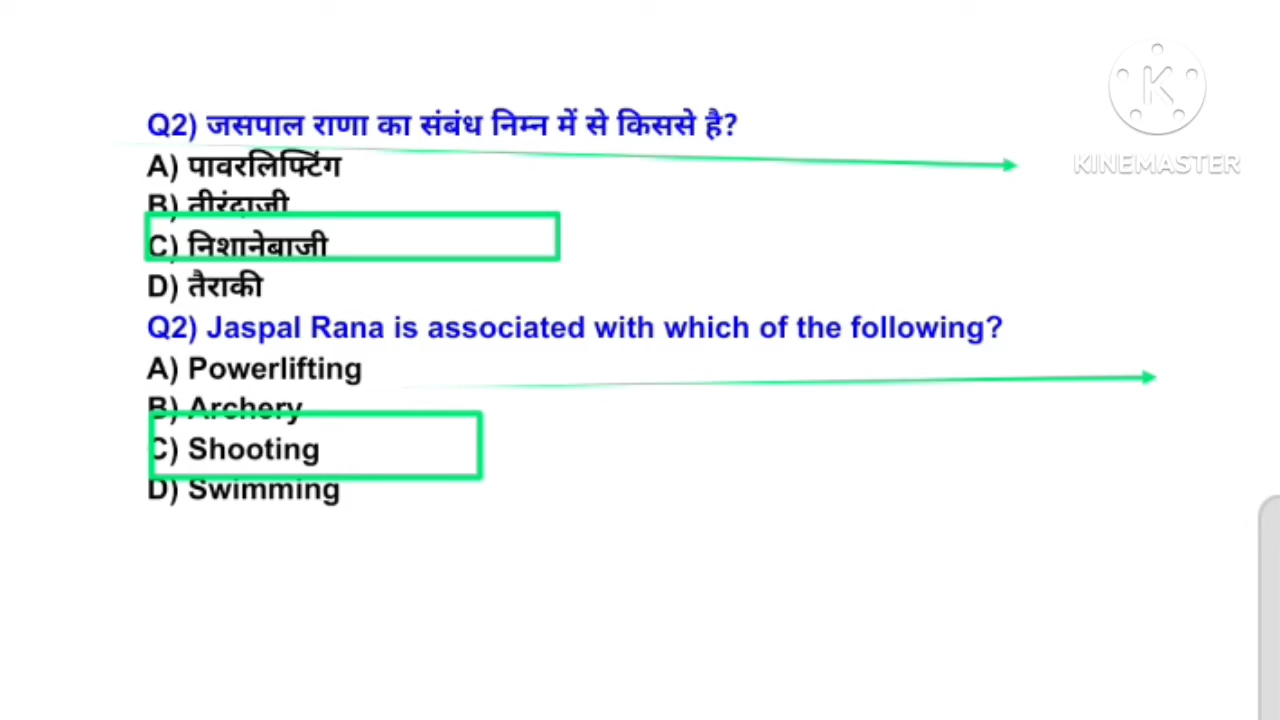 Q2) जसपाल राणा का संबंध निम्न में से किससे है?
A) पावरलिफ्टिंग
B) तीरंदाजी
C) निशानेबाजी
D) तैराकी
Q2) Jaspal Rana is associated with which of the following?
A) Powerlifting
B) Archery
C) Shooting
D) Swimming
K
KINEMASTER